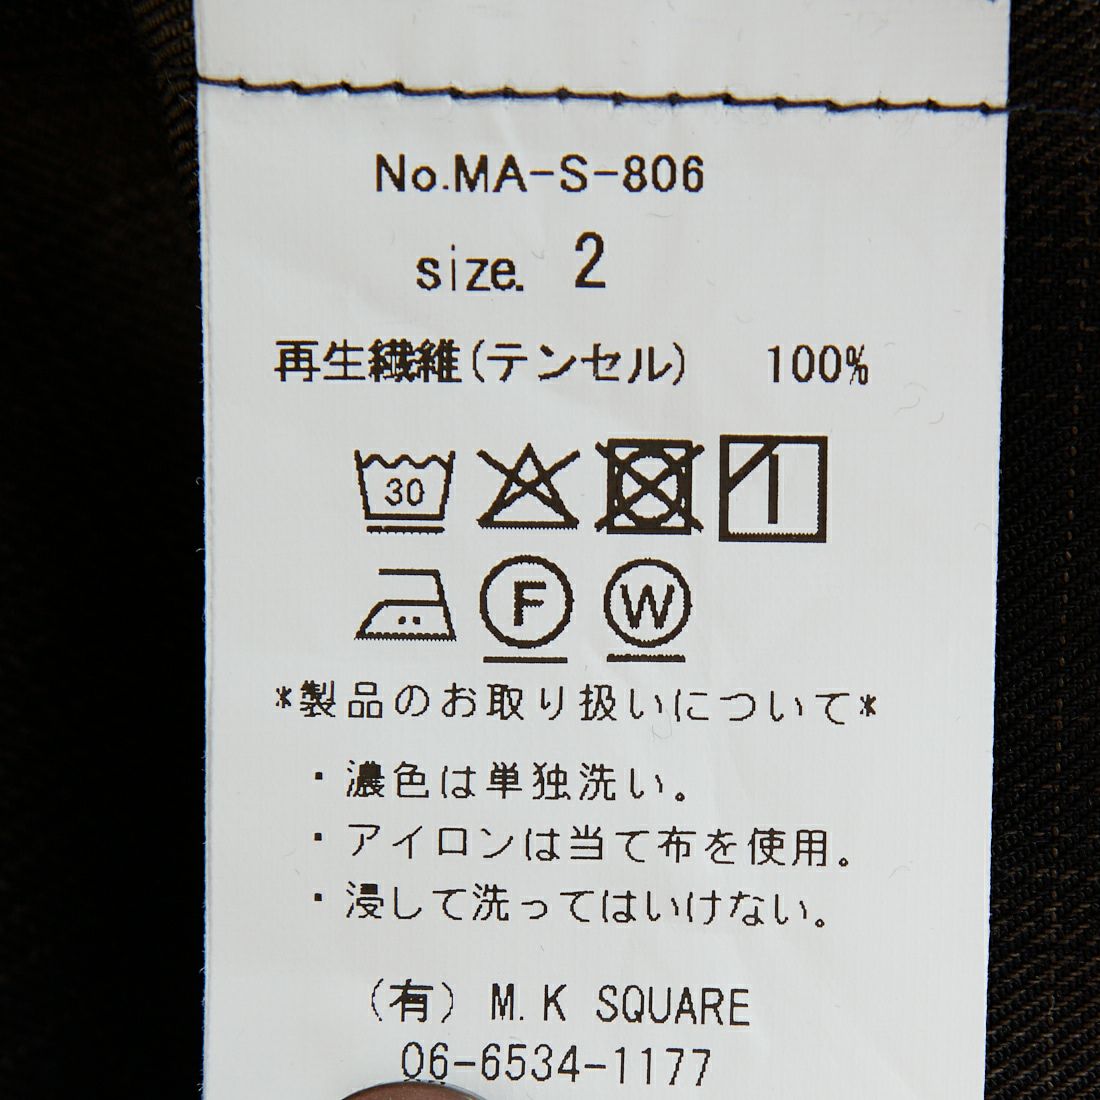 No.MA-S-806
size. 2
再生繊維(テンセル) 100%
30
F W
*製品のお取り扱いについて*
・濃色は単独洗い。
・アイロンは当て布を使用。
・浸して洗ってはいけない。
(有) M.K SQUARE
06-6534-1177